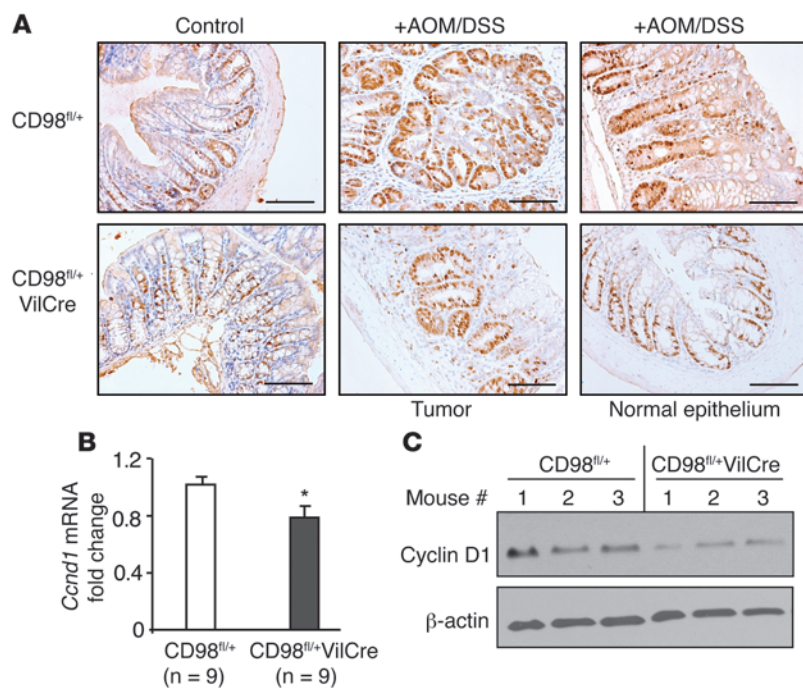 A
Control
+AOM/DSS
+AOM/DSS
CD98fl/+
CD98fl/+
VilCre
Tumor
Normal epithelium
B
Ccnd1 mRNA
fold change
1.2
0.8
0.4
0
*
CD98fl/+
(n = 9)
CD98fl/+VilCre
(n = 9)
C
CD98fl/+
CD98fl/+VilCre
Mouse # 1 2 3 1 2 3
Cyclin D1
β-actin